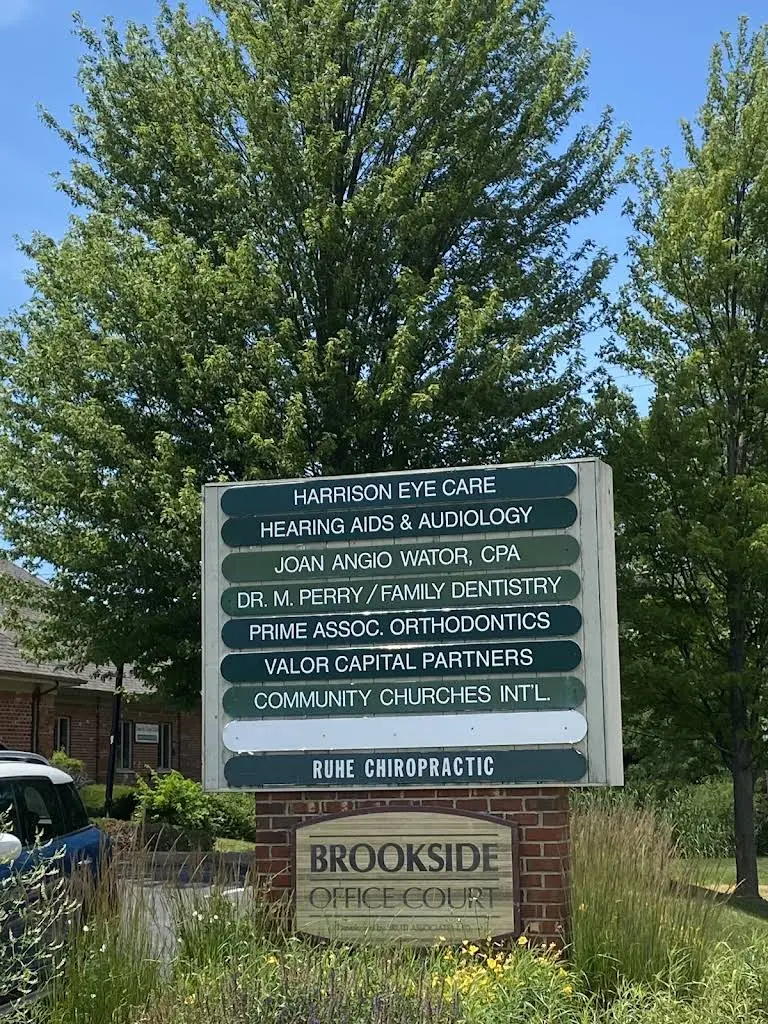 HARRISON EYE CARE
HEARING AIDS & AUDIOLOGY
JOAN ANGIO WATOR, CPA
DR. M. PERRY / FAMILY DENTISTRY
PRIME ASSOC. ORTHODONTICS
VALOR CAPITAL PARTNERS
COMMUNITY CHURCHES INT'L.
RUHE CHIROPRACTIC
BROOKSIDE
OFFICE COURT